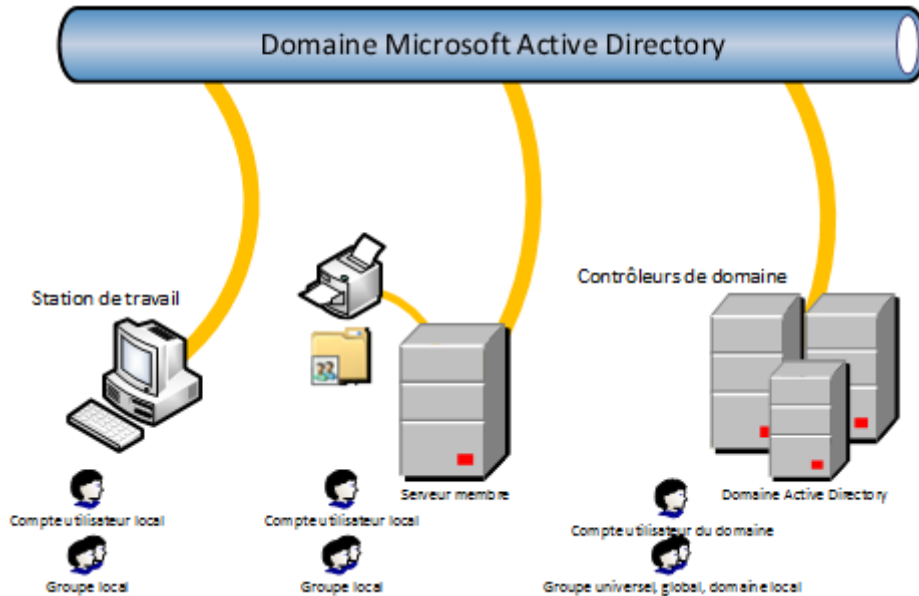 Domaine Microsoft Active Directory
Station de travail
Contrôleurs de domaine
Serveur membre
Domaine Active Directory
Compte utilisateur local
Compte utilisateur local
Compte utilisateur du domaine
Groupe local
Groupe local
Groupe universel, global, domaine local